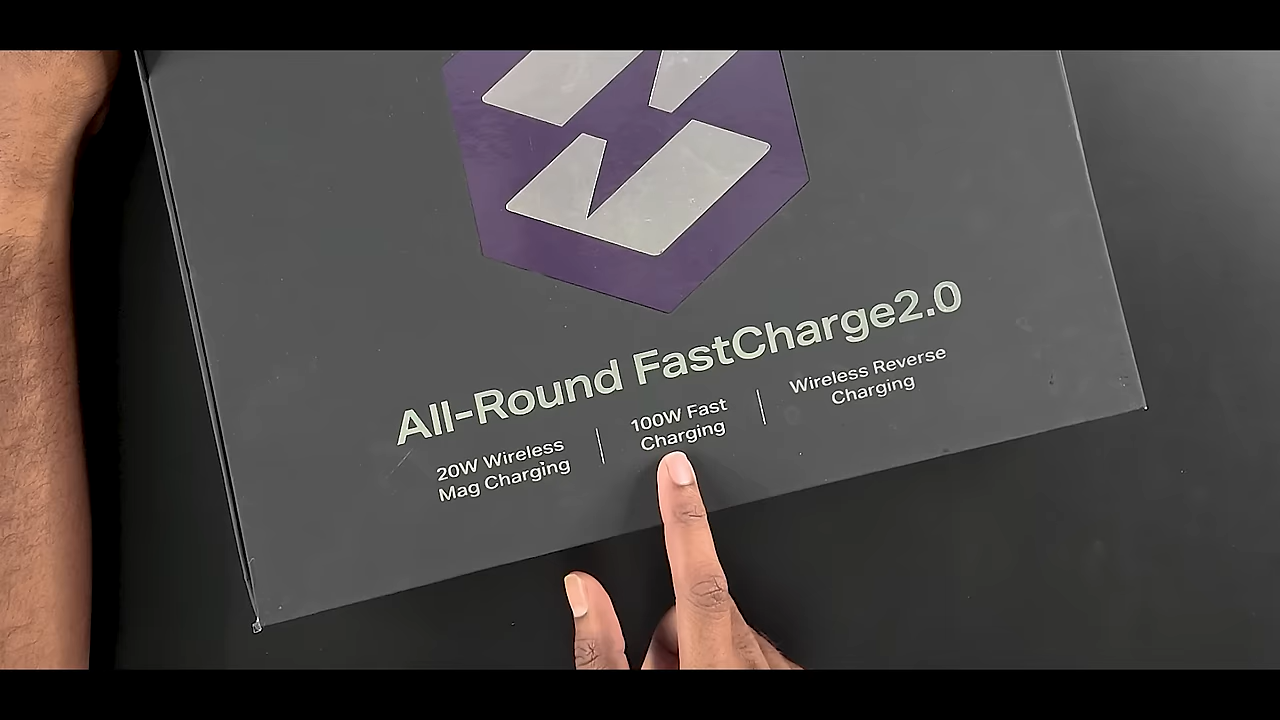 All-Round FastCharge2.0
20W Wireless
Mag Charging
100W Fast
Charging
Wireless Reverse
Charging